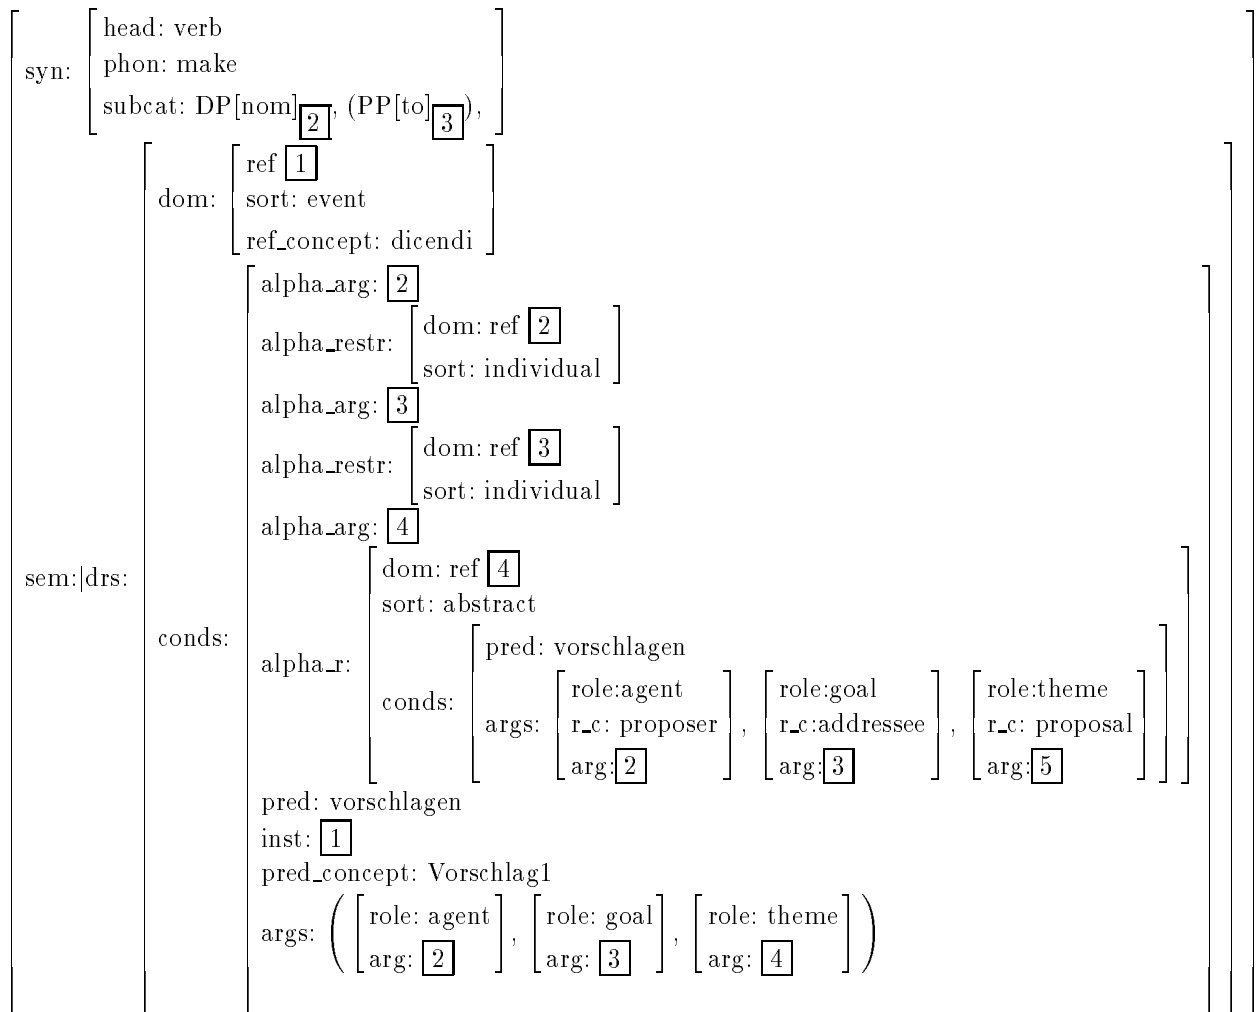 head: verb
phon: make
syn:
subcat: DP[nom] 2, (PP[to] 3),
ref 1
dom: sort: event
ref_concept: dicendi
alpha_arg: 2
dom: ref 2
alpha_restr:
sort: individual
alpha_arg: 3
dom: ref 3
alpha_restr:
sort: individual
alpha_arg: 4
dom: ref 4
sem:|drs:
sort: abstract
conds:
pred: vorschlagen
alpha_r:
role:agent role:goal role:theme
conds:
args: r_c: proposer , r_c:addressee , r_c: proposal
arg: 2 arg: 3 arg: 5
pred: vorschlagen
inst: 1
pred_concept: Vorschlag1
role: agent role: goal role: theme
args: ( , , )
arg: 2 arg: 3 arg: 4